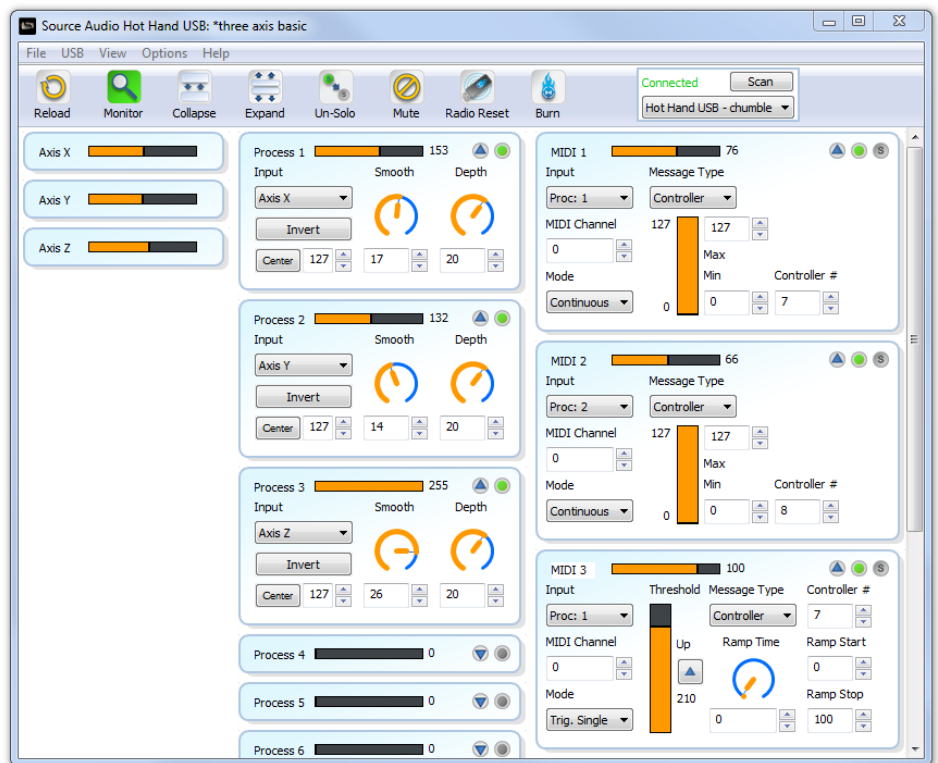 Source Audio Hot Hand USB: *three axis basic
File USB View Options Help
Reload Monitor Collapse Expand Un-Solo Mute Radio Reset Burn
Connected Scan
Hot Hand USB - chumble
Axis X
Axis Y
Axis Z
Process 1 153
Input Smooth Depth
Axis X
Invert
Center 127 17 20
Process 2 132
Input Smooth Depth
Axis Y
Invert
Center 127 14 20
Process 3 255
Input Smooth Depth
Axis Z
Invert
Center 127 26 20
Process 4 0
Process 5 0
Process 6 0
MIDI 1 76 S
Input Message Type
Proc: 1 Controller
MIDI Channel 127 127
0 Max
Mode Min Controller #
Continuous 0 0 7
MIDI 2 66 S
Input Message Type
Proc: 2 Controller
MIDI Channel 127 127
0 Max
Mode Min Controller #
Continuous 0 0 8
MIDI 3 100 S
Input Threshold Message Type Controller #
Proc: 1 Controller 7
MIDI Channel Up Ramp Time Ramp Start
0 0
Mode 210 Ramp Stop
Trig. Single 0 100